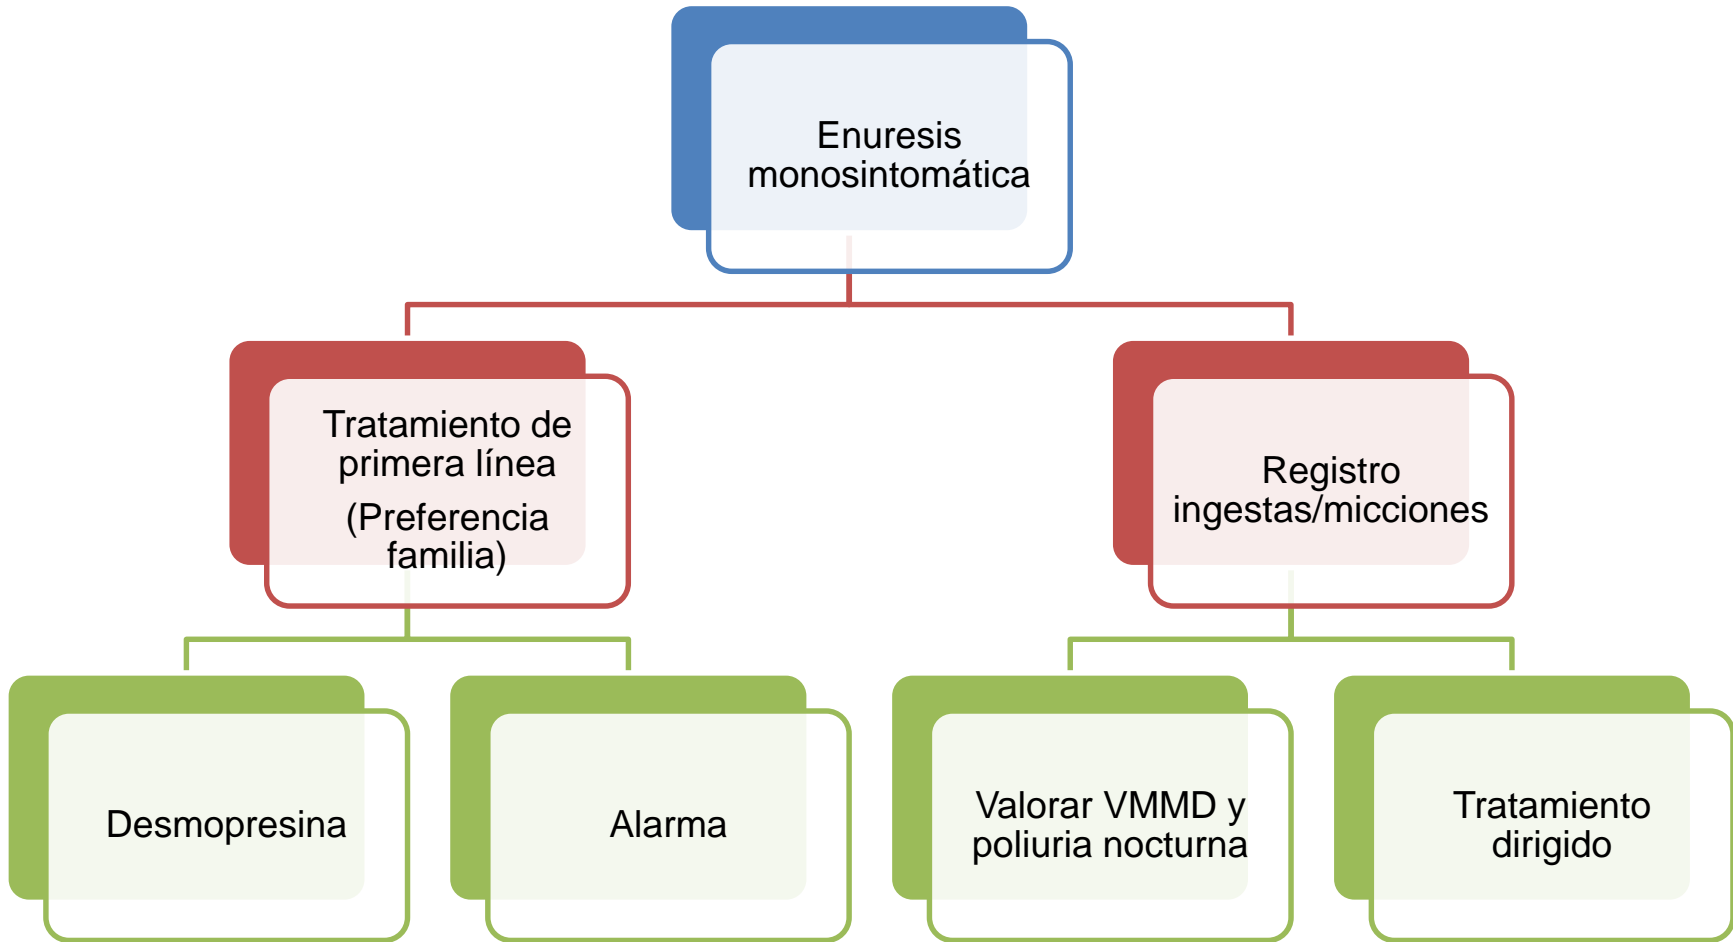 Enuresis
monosintomática
Tratamiento de
primera línea
(Preferencia
familia)
Registro
ingestas/micciones
Desmopresina
Alarma
Valorar VMMD y
poliuria nocturna
Tratamiento
dirigido